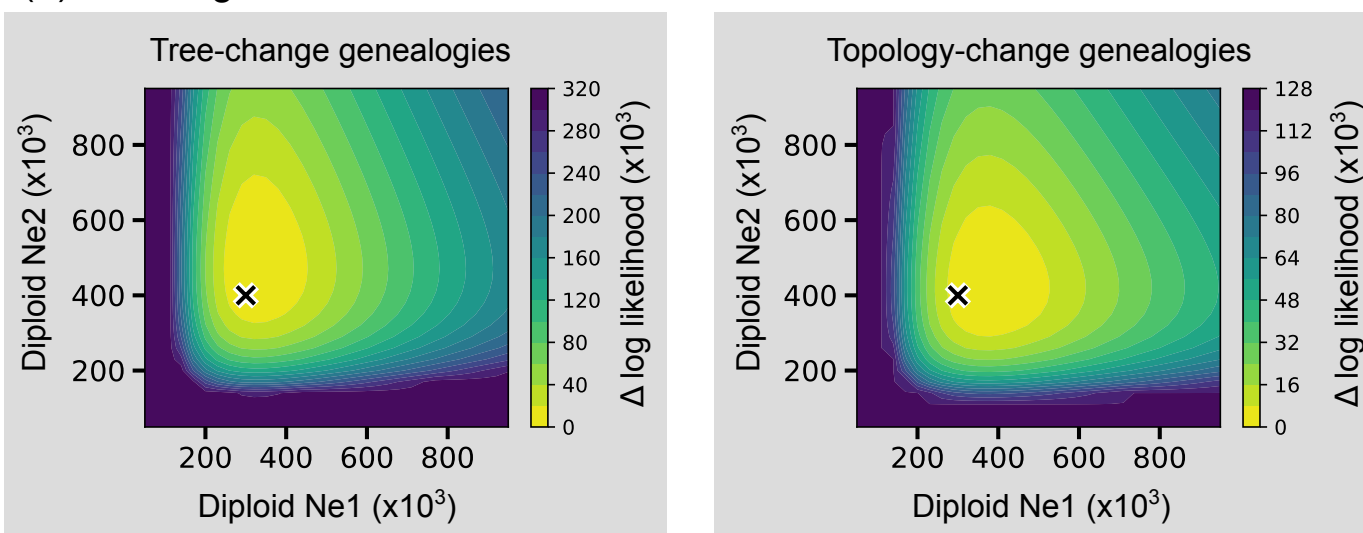 Tree-change genealogies
Diploid Ne2 (x10³)
800
600
400
200
200 400 600 800
Diploid Ne1 (x10³)
320
280
240
200
160
120
80
40
0
Δ log likelihood (x10³)
Topology-change genealogies
Diploid Ne2 (x10³)
800
600
400
200
200 400 600 800
Diploid Ne1 (x10³)
128
112
96
80
64
48
32
16
0
Δ log likelihood (x10³)